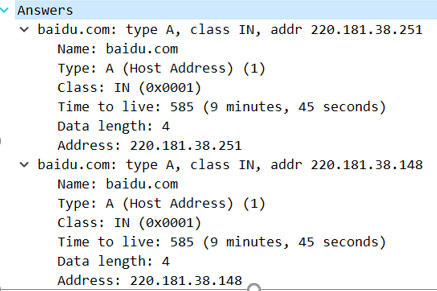 Answers
baidu.com: type A, class IN, addr 220.181.38.251
Name: baidu.com
Type: A (Host Address) (1)
Class: IN (0x0001)
Time to live: 585 (9 minutes, 45 seconds)
Data length: 4
Address: 220.181.38.251
baidu.com: type A, class IN, addr 220.181.38.148
Name: baidu.com
Type: A (Host Address) (1)
Class: IN (0x0001)
Time to live: 585 (9 minutes, 45 seconds)
Data length: 4
Address: 220.181.38.148